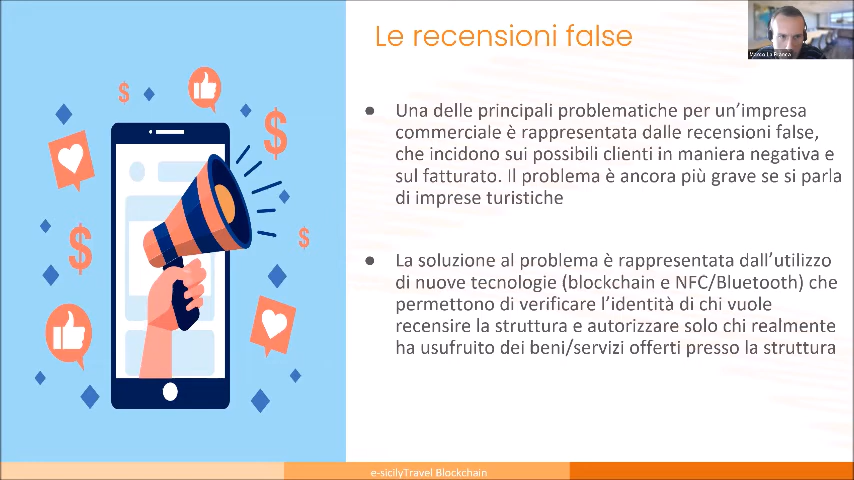 Le recensioni false
Marco La Franca
● Una delle principali problematiche per un'impresa
commerciale è rappresentata dalle recensioni false,
che incidono sui possibili clienti in maniera negativa e
sul fatturato. Il problema è ancora più grave se si parla
di imprese turistiche
● La soluzione al problema è rappresentata dall'utilizzo
di nuove tecnologie (blockchain e NFC/Bluetooth) che
permettono di verificare l'identità di chi vuole
recensire la struttura e autorizzare solo chi realmente
ha usufruito dei beni/servizi offerti presso la struttura
$
$
$
$
e-sicilyTravel Blockchain